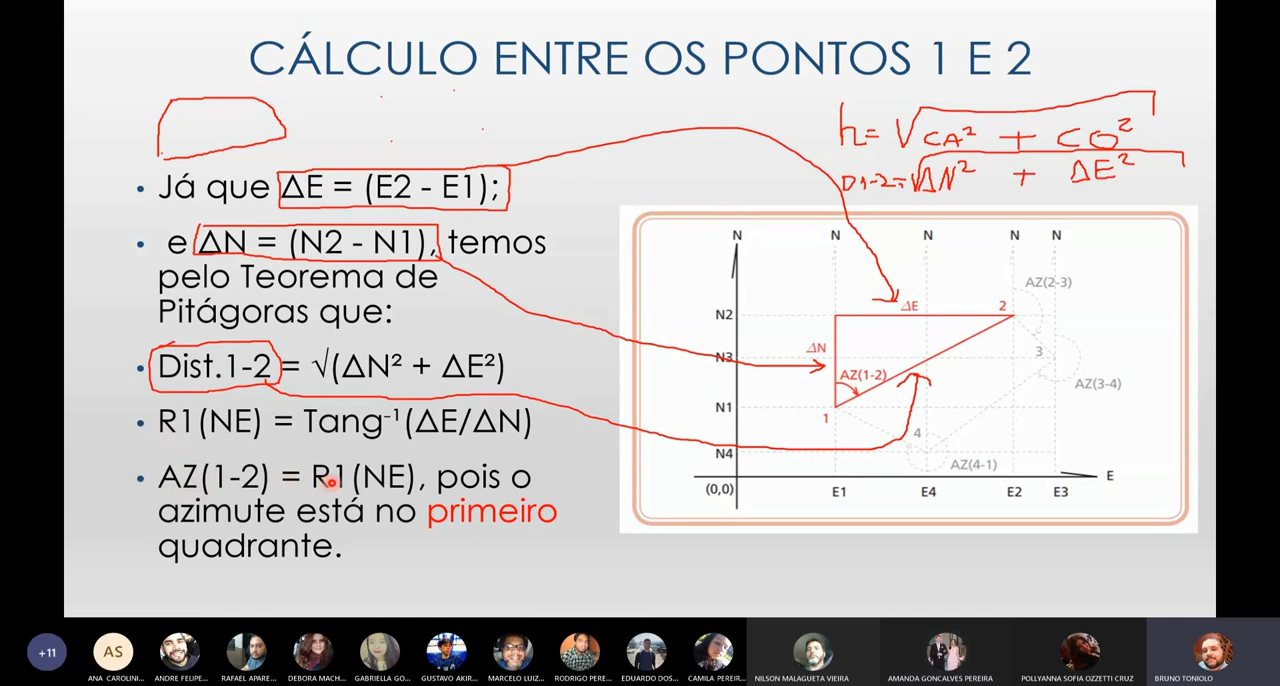 CÁLCULO ENTRE OS PONTOS 1 E 2
h= √CA² + CO²
D1-2=√ΔN² + ΔE²
• Já que ΔE = (E2 - E1);
• e ΔN = (N2 - N1), temos
pelo Teorema de
Pitágoras que:
• Dist.1-2 = √(ΔN² + ΔE²)
• R1(NE) = Tang⁻¹(ΔE/ΔN)
• AZ(1-2) = R1(NE), pois o
azimute está no primeiro
quadrante.
N N N N N
AZ(2-3)
N2 ΔE 2
ΔN
N3 3
AZ(1-2) AZ(3-4)
N1
1
4
N4
AZ(4-1)
E
(0,0) E1 E4 E2 E3
+11
AS
ANA CAROLINI...
ANDRE FELIPE...
RAFAEL APARE...
DEBORA MACH...
GABRIELLA GO...
GUSTAVO AKIR...
MARCELO LUIZ...
RODRIGO PERE...
EDUARDO DOS...
CAMILA PEREIR...
NILSON MALAGUETA VIEIRA
AMANDA GONCALVES PEREIRA
POLLYANNA SOFIA OZZETTI CRUZ
BRUNO TONIOLO